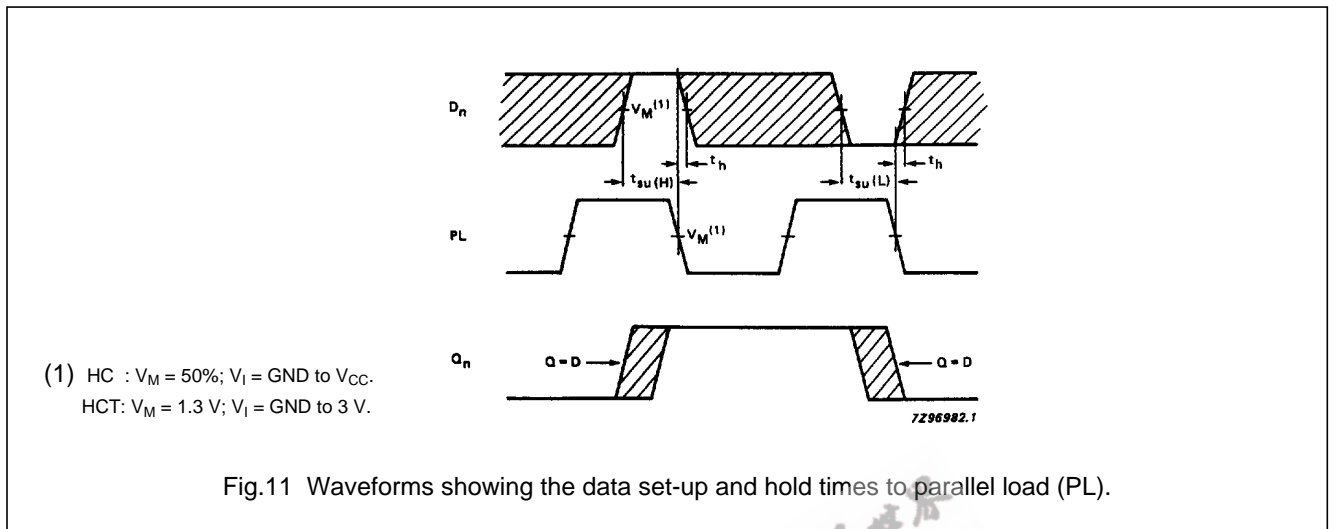 Dn
VM(1)
th
th
tsu(H)
tsu(L)
PL
VM(1)
Qn
Q=D
Q=D
(1) HC : VM = 50%; VI = GND to VCC.
HCT: VM = 1.3 V; VI = GND to 3 V.
7Z96982.1
Fig.11 Waveforms showing the data set-up and hold times to parallel load (PL).